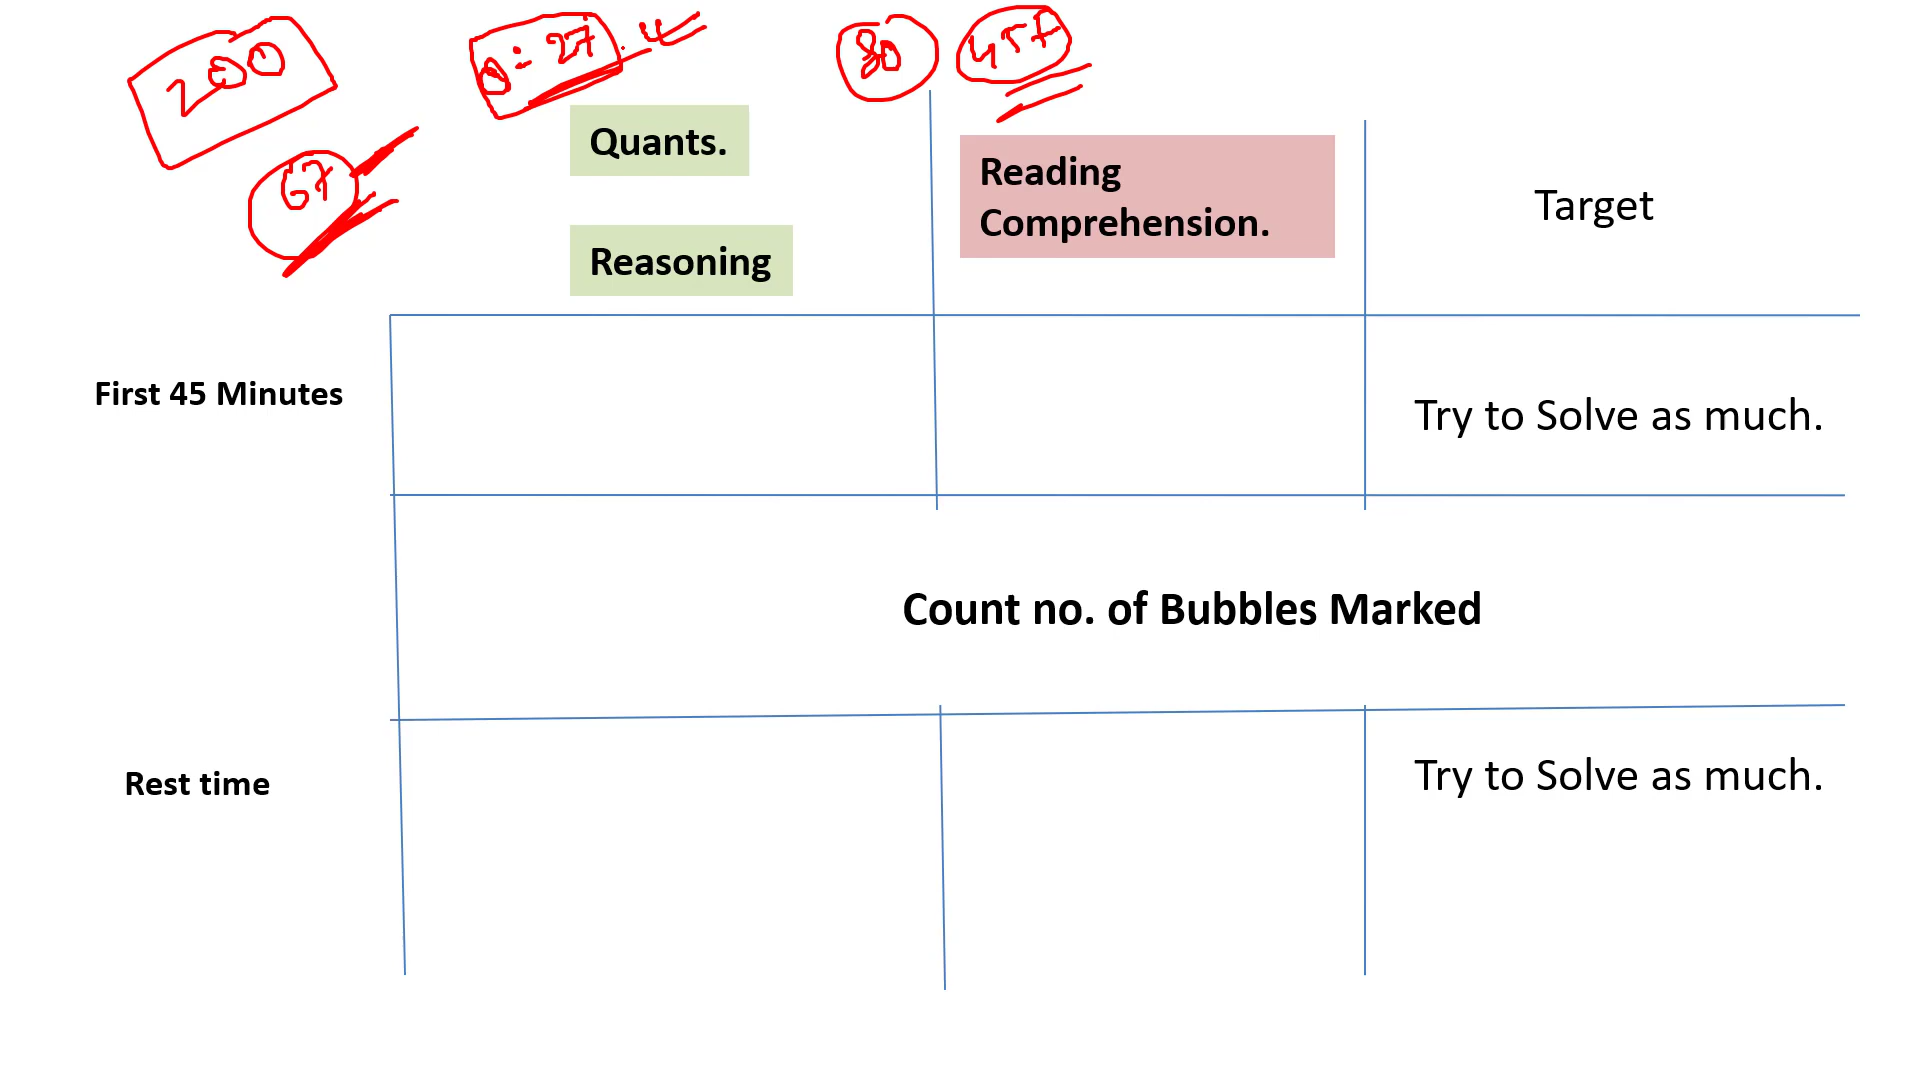 200
67
80
Quants.
Reasoning
Reading
Comprehension.
Target
First 45 Minutes
Try to Solve as much.
Count no. of Bubbles Marked
Rest time
Try to Solve as much.